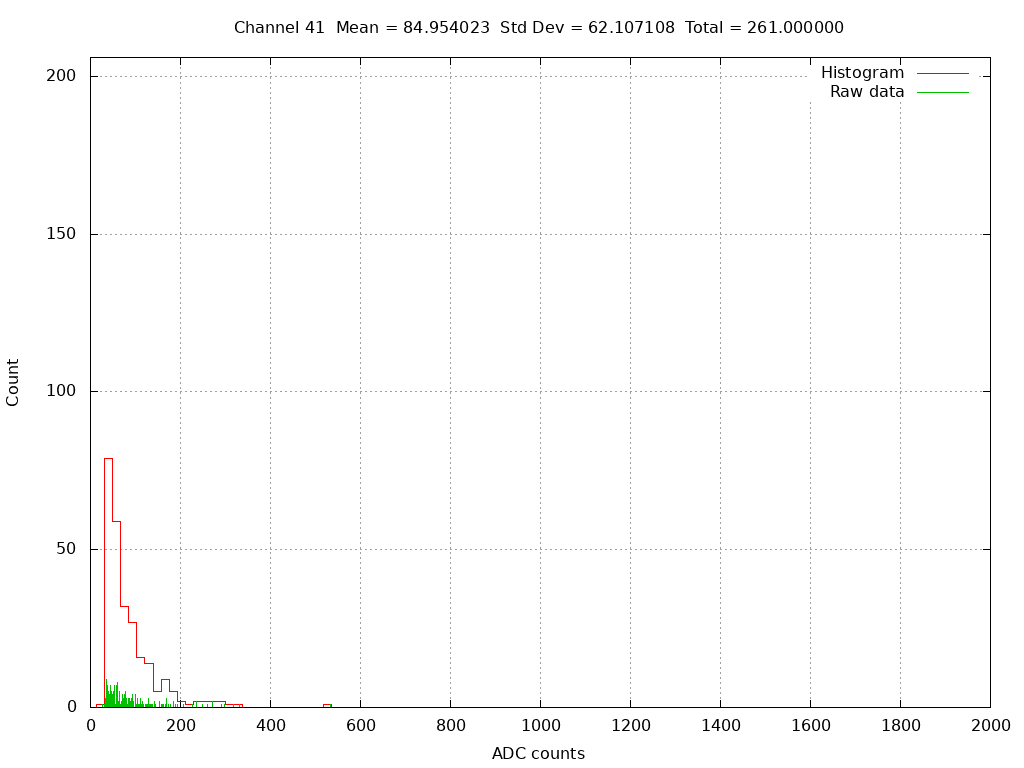 Channel 41  Mean = 84.954023  Std Dev = 62.107108  Total = 261.000000
Histogram
Raw data
200
150
100
50
0
Count
0 200 400 600 800 1000 1200 1400 1600 1800 2000
ADC counts